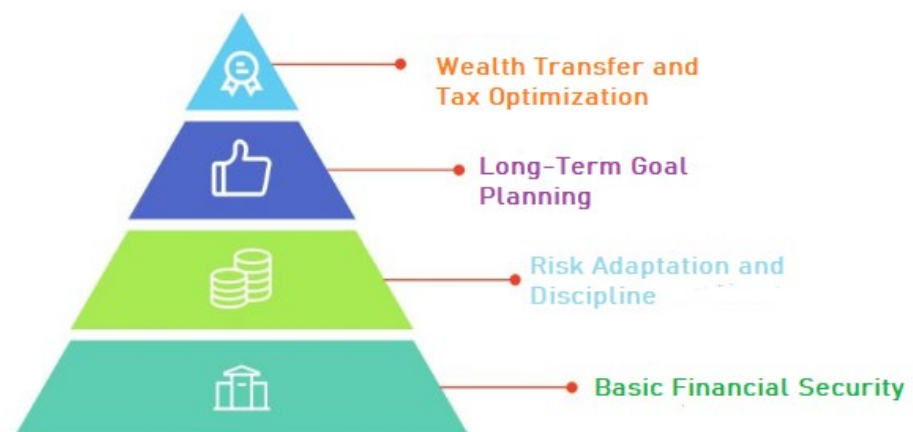 Wealth Transfer and
Tax Optimization
Long-Term Goal
Planning
Risk Adaptation and
Discipline
Basic Financial Security